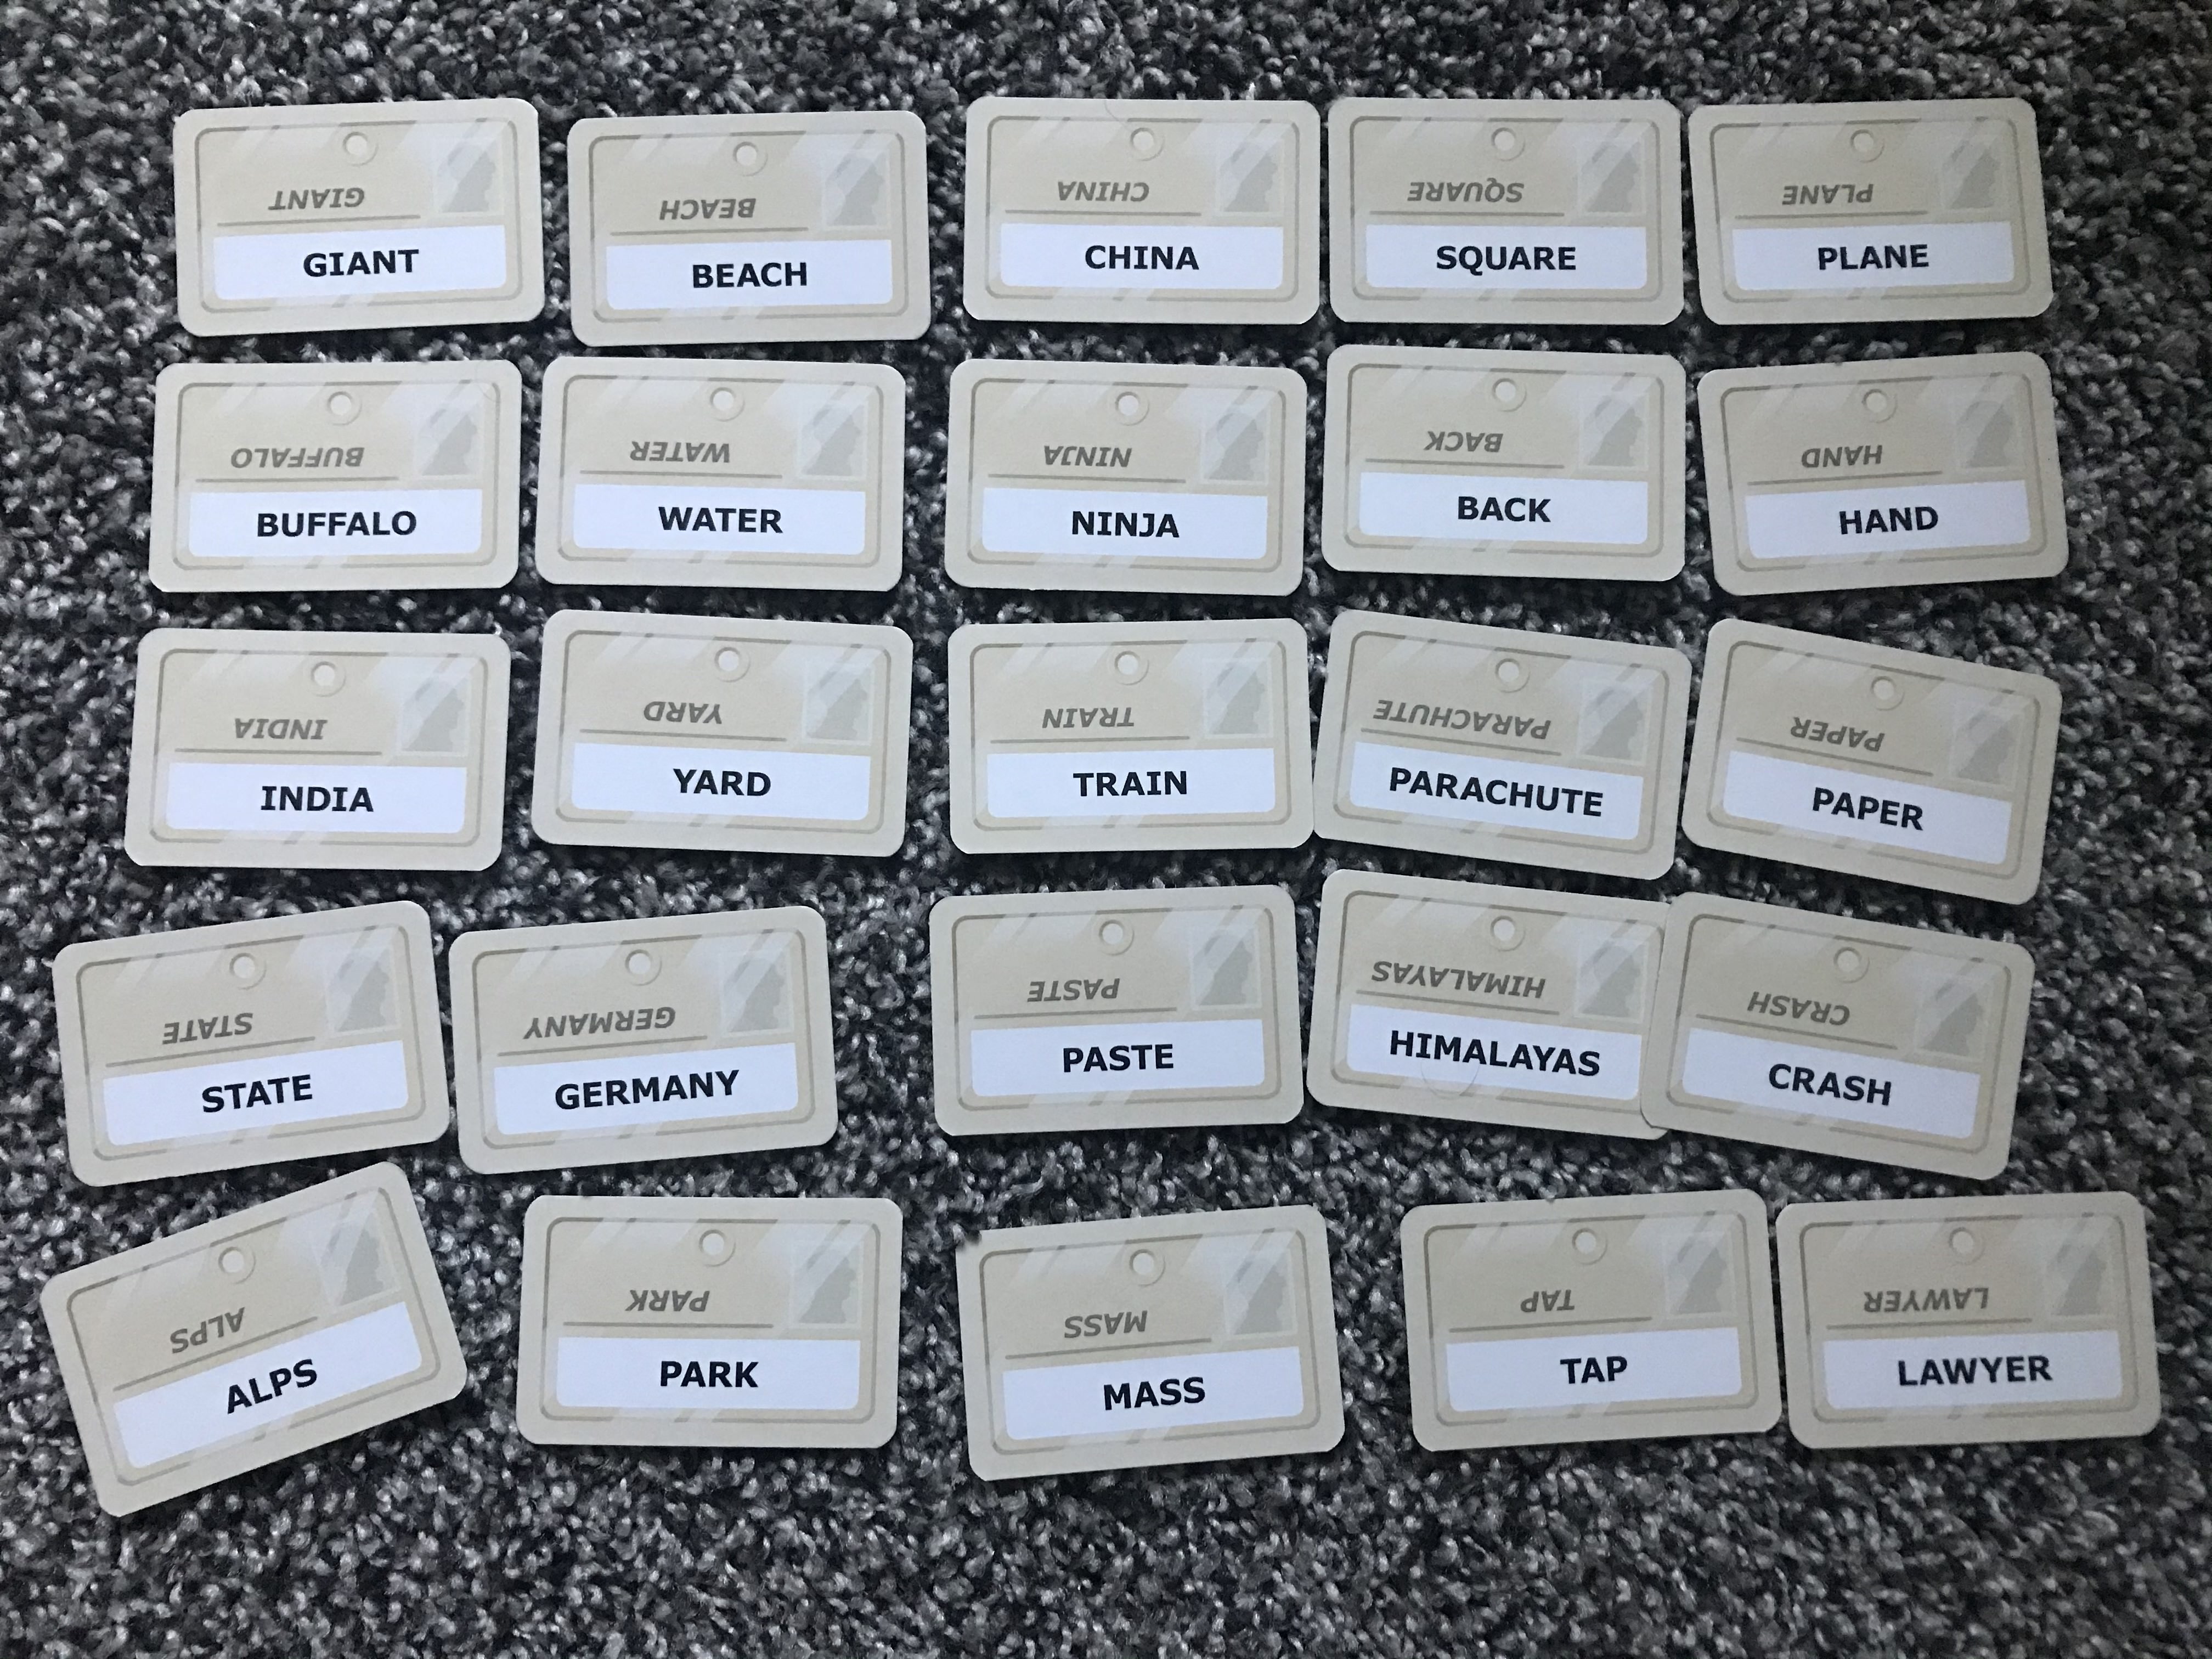 GIANT
GIANT
BEACH
BEACH
CHINA
CHINA
SQUARE
SQUARE
PLANE
PLANE
BUFFALO
BUFFALO
WATER
WATER
NINJA
NINJA
BACK
BACK
HAND
HAND
INDIA
INDIA
YARD
YARD
TRAIN
TRAIN
PARACHUTE
PARACHUTE
PAPER
PAPER
STATE
STATE
GERMANY
GERMANY
PASTE
PASTE
HIMALAYAS
HIMALAYAS
CRASH
CRASH
ALPS
ALPS
PARK
PARK
MASS
MASS
TAP
TAP
LAWYER
LAWYER